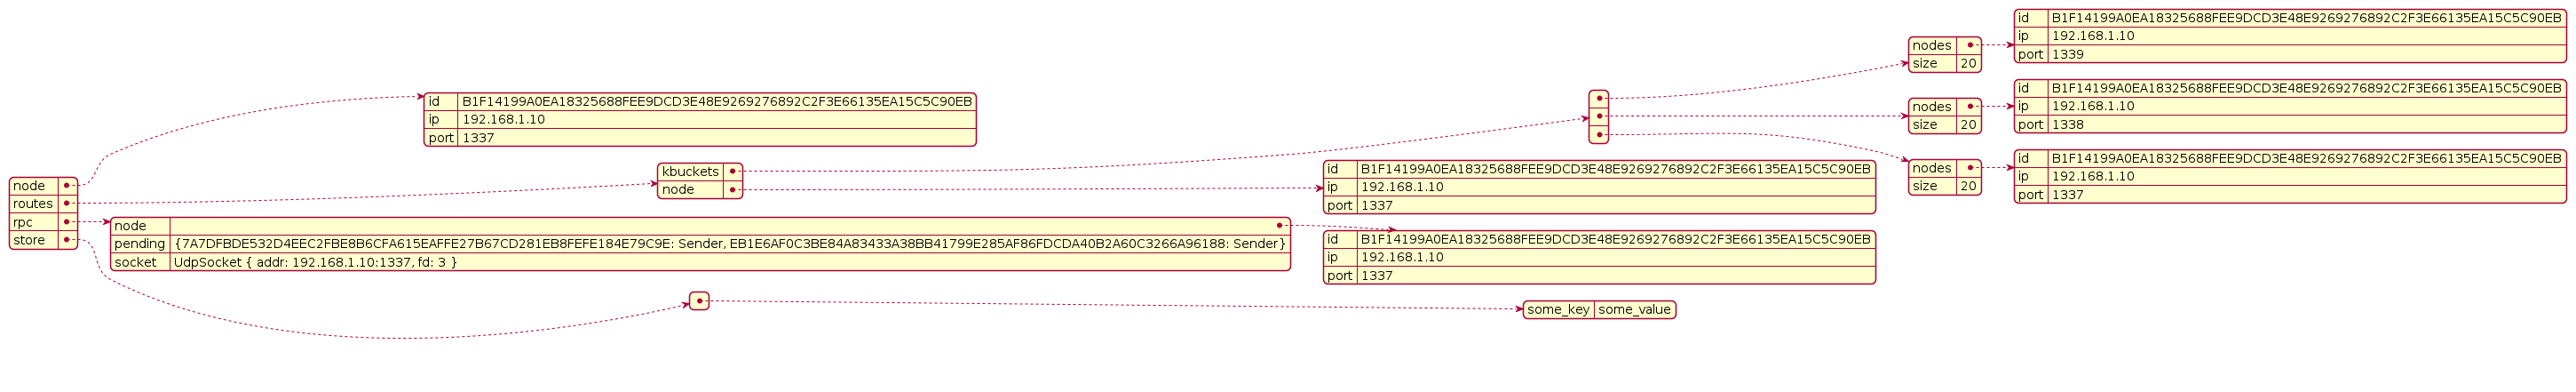 node
routes
rpc
store
id B1F14199A0EA18325688FEE9DCD3E48E9269276892C2F3E66135EA15C5C90EB
ip 192.168.1.10
port 1337
kbuckets
node
nodes
size 20
id B1F14199A0EA18325688FEE9DCD3E48E9269276892C2F3E66135EA15C5C90EB
ip 192.168.1.10
port 1339
nodes
size 20
id B1F14199A0EA18325688FEE9DCD3E48E9269276892C2F3E66135EA15C5C90EB
ip 192.168.1.10
port 1338
nodes
size 20
id B1F14199A0EA18325688FEE9DCD3E48E9269276892C2F3E66135EA15C5C90EB
ip 192.168.1.10
port 1337
id B1F14199A0EA18325688FEE9DCD3E48E9269276892C2F3E66135EA15C5C90EB
ip 192.168.1.10
port 1337
node
pending {7A7DFBDE532D4EEC2FBE8B6CFA615EAFFE27B67CD281EB8FEFE184E79C9E: Sender, EB1E6AF0C3BE84A83433A38BB41799E285AF86FDCDA40B2A60C3266A96188: Sender}
socket UdpSocket { addr: 192.168.1.10:1337, fd: 3 }
id B1F14199A0EA18325688FEE9DCD3E48E9269276892C2F3E66135EA15C5C90EB
ip 192.168.1.10
port 1337
some_key some_value